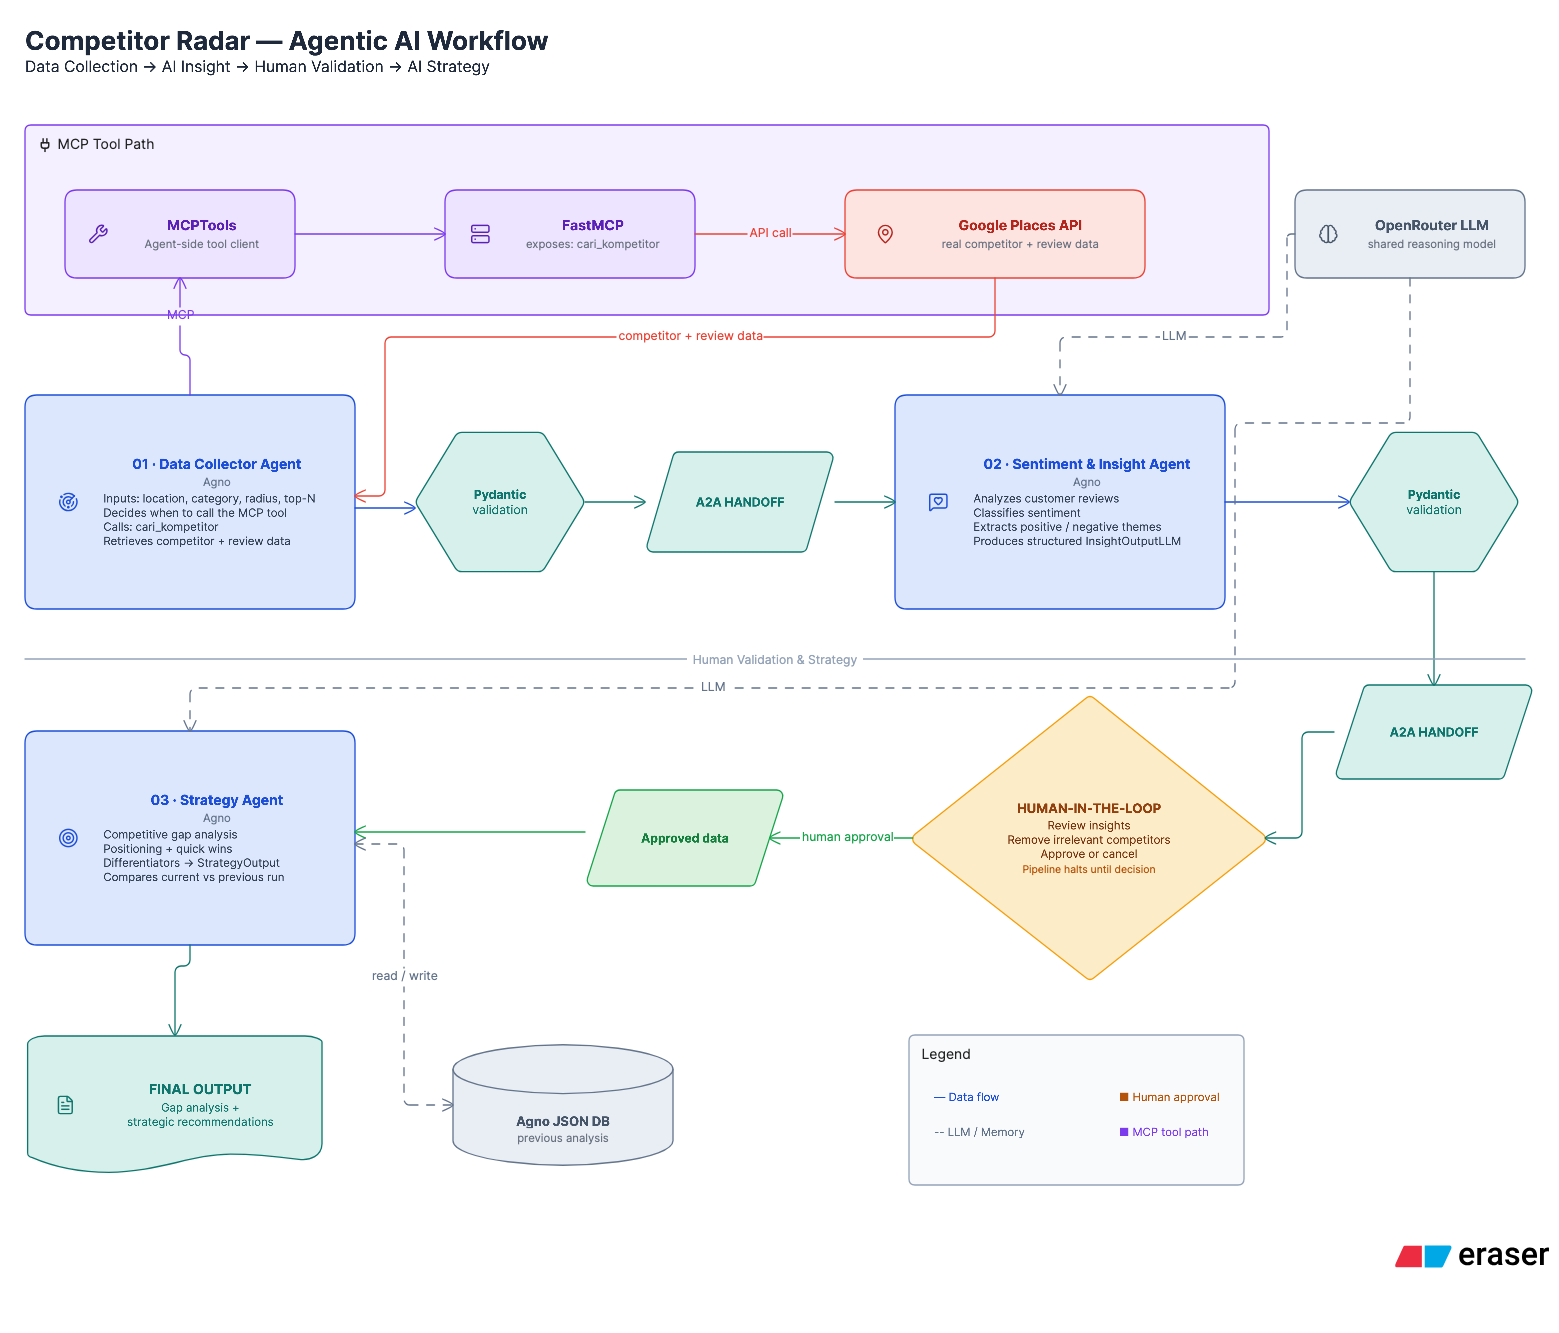 Competitor Radar — Agentic AI Workflow
Data Collection → AI Insight → Human Validation → AI Strategy
MCP Tool Path
MCPTools
Agent-side tool client
FastMCP
exposes: cari_kompetitor
API call
Google Places API
real competitor + review data
OpenRouter LLM
shared reasoning model
MCP
competitor + review data
LLM
01 · Data Collector Agent
Agno
Inputs: location, category, radius, top-N
Decides when to call the MCP tool
Calls: cari_kompetitor
Retrieves competitor + review data
Pydantic
validation
A2A HANDOFF
02 · Sentiment & Insight Agent
Agno
Analyzes customer reviews
Classifies sentiment
Extracts positive / negative themes
Produces structured InsightOutputLLM
Pydantic
validation
Human Validation & Strategy
LLM
A2A HANDOFF
03 · Strategy Agent
Agno
Competitive gap analysis
Positioning + quick wins
Differentiators → StrategyOutput
Compares current vs previous run
Approved data
human approval
HUMAN-IN-THE-LOOP
Review insights
Remove irrelevant competitors
Approve or cancel
Pipeline halts until decision
read / write
FINAL OUTPUT
Gap analysis +
strategic recommendations
Agno JSON DB
previous analysis
Legend
— Data flow
Human approval
-- LLM / Memory
MCP tool path
eraser